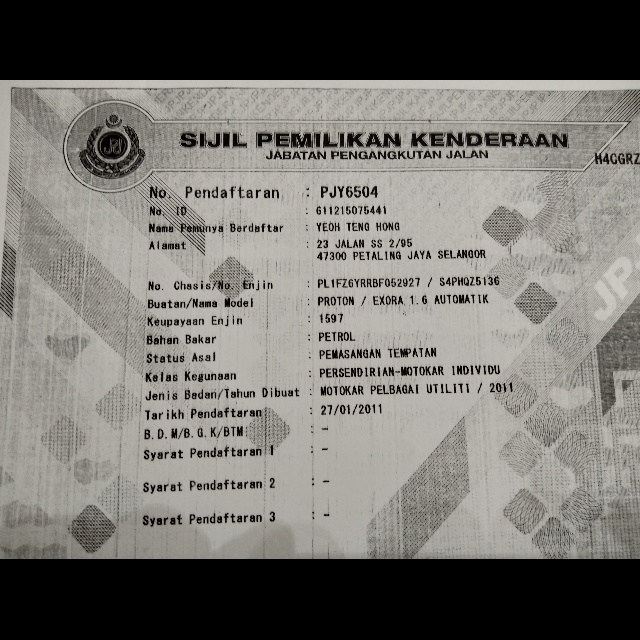 SIJIL PEMILIKAN KENDERAAN
JABATAN PENGANGKUTAN JALAN
M4CGRZ
No. Pendaftaran : PJY6504
No. ID : 611215075441
Nama Pemunya Berdaftar : YEOH TENG HONG
Alamat : 23 JALAN SS 2/95
47300 PETALING JAYA SELANGOR
No. Chasis/No. Enjin : PL1FZ6YRRBF052927 / S4PHQZ5136
Buatan/Nama Model : PROTON / EXORA 1.6 AUTOMATIK
Keupayaan Enjin : 1597
Bahan Bakar : PETROL
Status Asal : PEMASANGAN TEMPATAN
Kelas Kegunaan : PERSENDIRIAN-MOTOKAR INDIVIDU
Jenis Badan/Tahun Dibuat : MOTOKAR PELBAGAI UTILITI / 2011
Tarikh Pendaftaran : 27/01/2011
B.D.M/B.G.K/BTM : -
Syarat Pendaftaran 1 : -
Syarat Pendaftaran 2 : -
Syarat Pendaftaran 3 : -